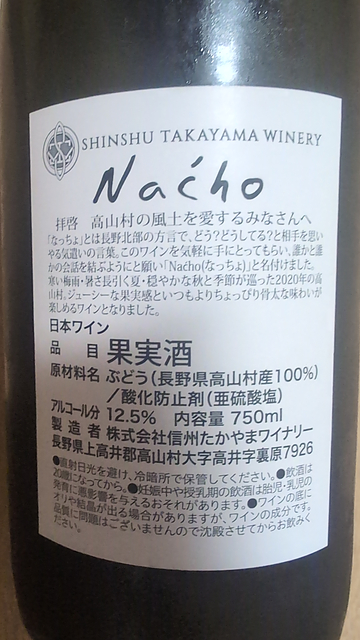 SHINSHU TAKAYAMA WINERY
Naćho
拝啓 高山村の風土を愛するみなさんへ
「なっちょ」とは長野北部の方言で、どう?どうしてる?と相手を思い
やる気遣いの言葉。このワインを気軽に手にとってもらい、誰かと誰
かの会話を結ぶようにと願い「Naćho(なっちょ)」と名付けました。
寒い梅雨・暑さ長引く夏・穏やかな秋と季節が巡った2020年の高
山村。ジューシーな果実感といつもよりちょっぴり骨太な味わいが
楽しめるワインとなりました。
日本ワイン
品 目 果実酒
原材料名 ぶどう(長野県高山村産100%)
/酸化防止剤(亜硫酸塩)
アルコール分 12.5% 内容量 750ml
製造者 株式会社信州たかやまワイナリー
長野県上高井郡高山村大字高井字裏原7926
●直射日光を避け、冷暗所で保管してください。●飲酒は
20歳になってから。●妊娠中や授乳期の飲酒は胎児・乳児の
発育に悪影響を与えるおそれがあります。●ワインの底に
オリや結晶が出る場合がありますが、ワインの成分です。
品質に問題はございませんので沈殿させてからお飲みく
ださい。